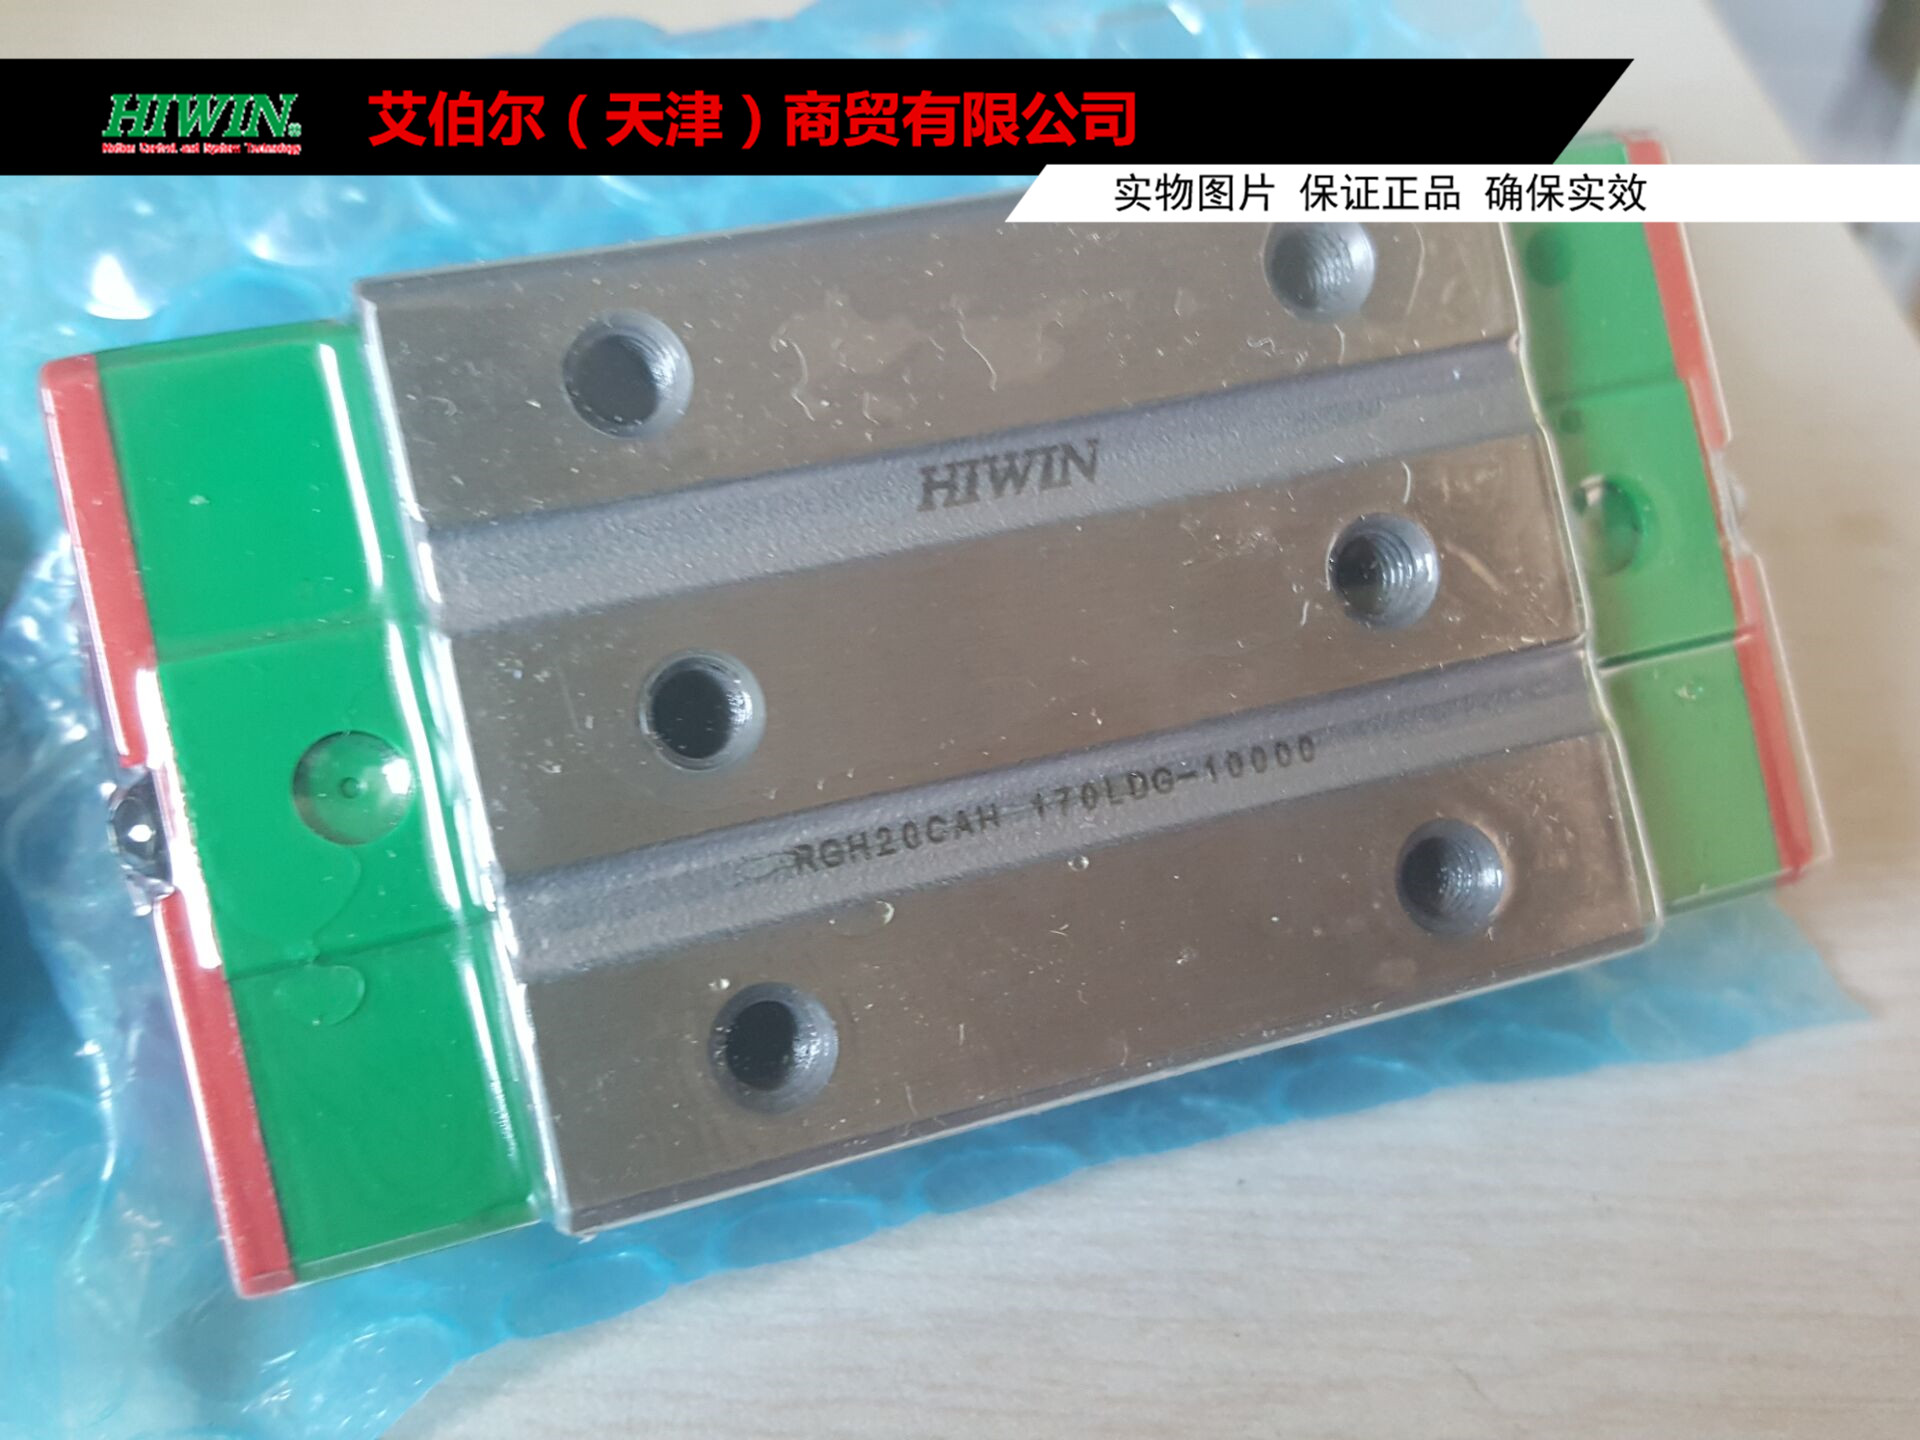 HIWIN
艾伯尔（天津）商贸有限公司
实物图片 保证正品 确保实效
HIWIN
RGH20CAH 170LDG-10000